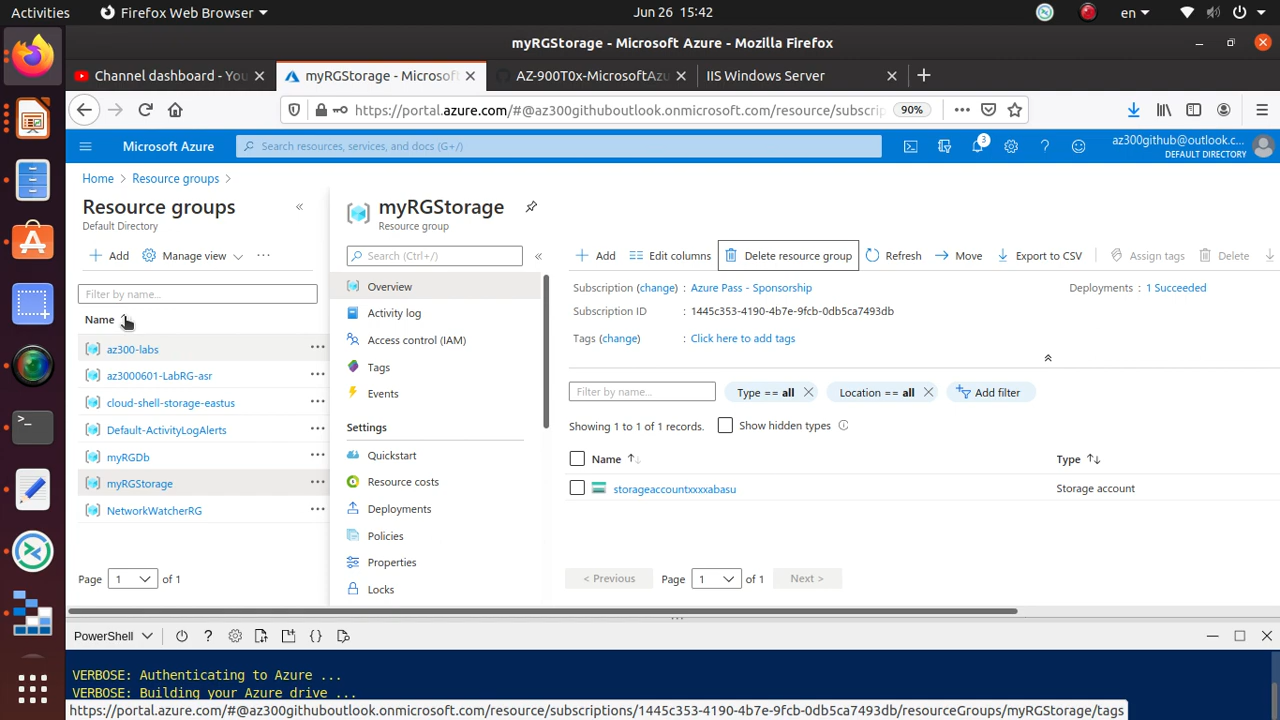 Activities
Firefox Web Browser
Jun 26 15:42
en
myRGStorage - Microsoft Azure - Mozilla Firefox
Channel dashboard - You
myRGStorage - Microsof
AZ-900T0x-MicrosoftAzu
IIS Windows Server
https://portal.azure.com/#@az300githuboutlook.onmicrosoft.com/resource/subscrip
90%
Microsoft Azure
Search resources, services, and docs (G+/)
3
az300github@outlook.c...
DEFAULT DIRECTORY
Home
Resource groups
Resource groups
Default Directory
Add
Manage view
Filter by name...
Name
az300-labs
az3000601-LabRG-asr
cloud-shell-storage-eastus
Default-ActivityLogAlerts
myRGDb
myRGStorage
NetworkWatcherRG
Page 1 of 1
myRGStorage
Resource group
Search (Ctrl+/)
Overview
Activity log
Access control (IAM)
Tags
Events
Settings
Quickstart
Resource costs
Deployments
Policies
Properties
Locks
Add
Edit columns
Delete resource group
Refresh
Move
Export to CSV
Assign tags
Delete
Subscription (change) : Azure Pass - Sponsorship
Deployments : 1 Succeeded
Subscription ID : 1445c353-4190-4b7e-9fcb-0db5ca7493db
Tags (change) : Click here to add tags
Filter by name...
Type == all
Location == all
Add filter
Showing 1 to 1 of 1 records.
Show hidden types
Name
Type
storageaccountxxxxabasu
Storage account
< Previous
Page 1 of 1
Next >
PowerShell
VERBOSE: Authenticating to Azure ...
VERBOSE: Building your Azure drive ...
https://portal.azure.com/#@az300githuboutlook.onmicrosoft.com/resource/subscriptions/1445c353-4190-4b7e-9fcb-0db5ca7493db/resourceGroups/myRGStorage/tags